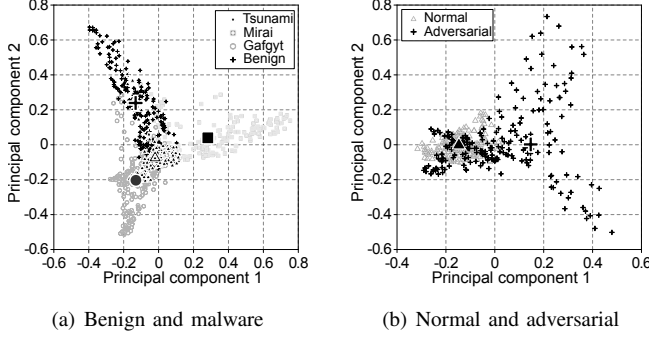 Principal component 2
0.8
0.6
0.4
0.2
0
-0.2
-0.4
-0.6
-0.6 -0.4 -0.2 0 0.2 0.4 0.6 0.8
Principal component 1
Tsunami
Mirai
Gafgyt
Benign
(a) Benign and malware
Principal component 2
0.8
0.6
0.4
0.2
0
-0.2
-0.4
-0.6
-0.4 -0.2 0 0.2 0.4 0.6
Principal component 1
Normal
Adversarial
(b) Normal and adversarial